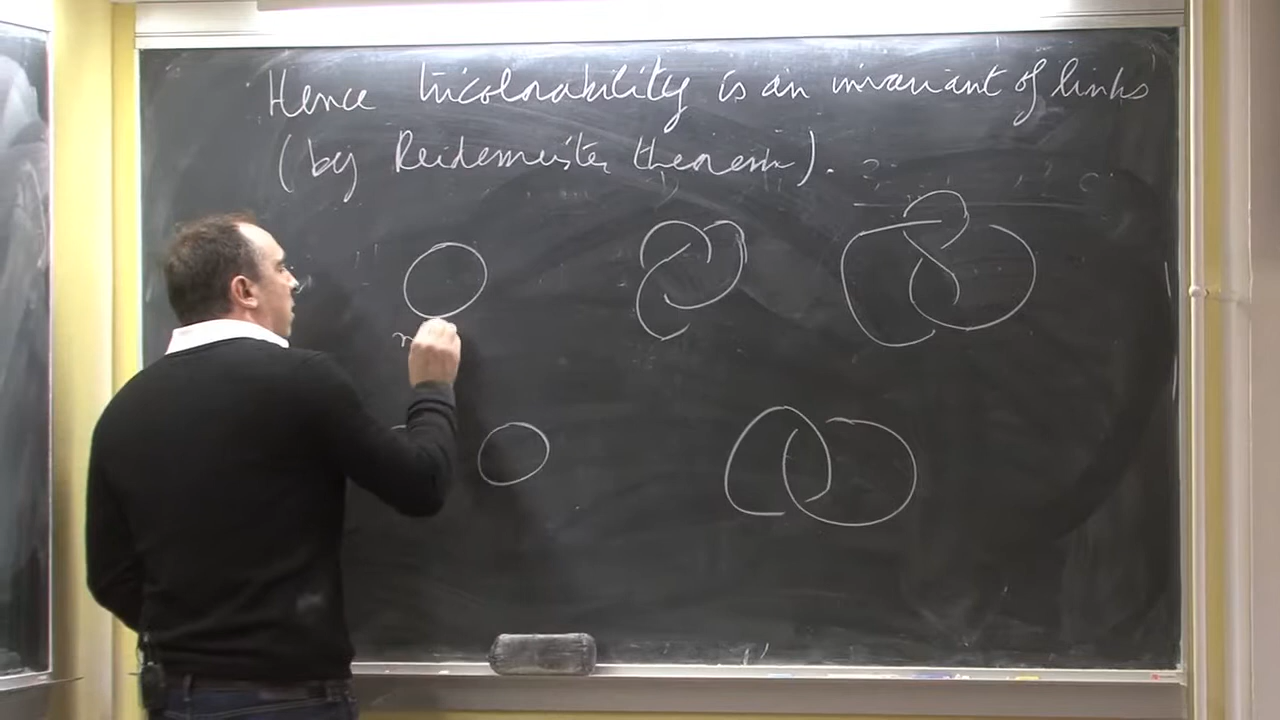 Hence tricolorability is an invariant of links
(by Reidemeister theorem).